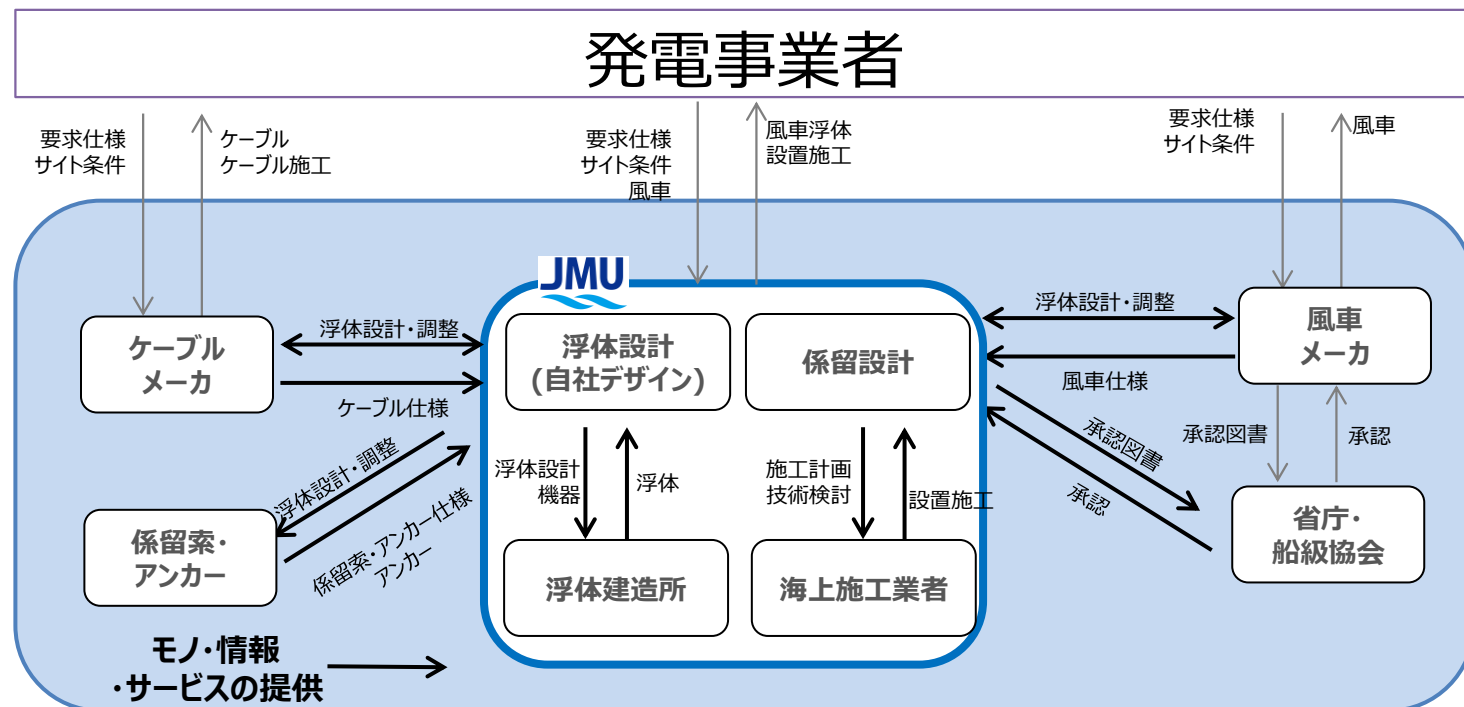 発電事業者
要求仕様
サイト条件
ケーブル
ケーブル施工
要求仕様
サイト条件
風車
風車浮体
設置施工
要求仕様
サイト条件
風車
JMU
ケーブル
メーカ
浮体設計・調整
ケーブル仕様
浮体設計
(自社デザイン)
係留設計
浮体設計・調整
風車仕様
風車
メーカ
浮体設計・調整
係留索・アンカー仕様
アンカー
係留索・
アンカー
浮体設計
機器
浮体
施工計画
技術検討
設置施工
浮体建造所
海上施工業者
承認図書
承認
承認図書
承認
省庁・
船級協会
モノ・情報
・サービスの提供